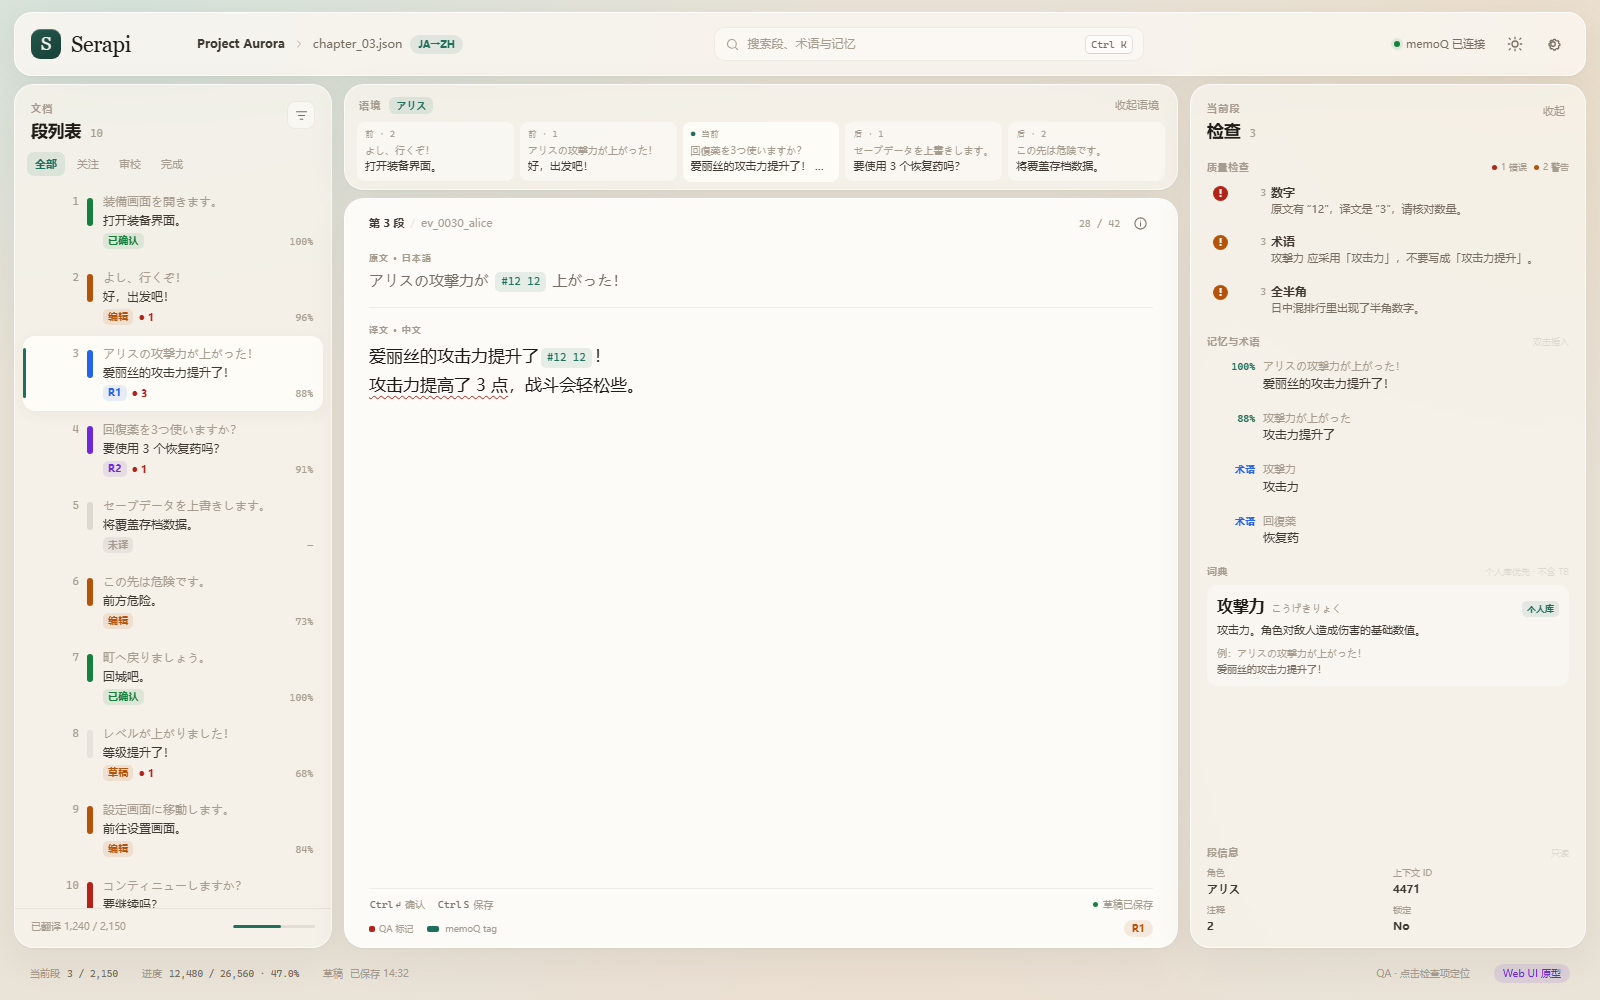 S Serapi
Project Aurora › chapter_03.json JA→ZH
搜索段、术语与记忆 Ctrl K
memoQ 已连接
文档
段列表 10
全部 关注 审校 完成
1 装備画面を開きます。
打开装备界面。
已确认 100%
2 よし、行くぞ!
好，出发吧!
编辑 1 96%
3 アリスの攻撃力が上がった!
爱丽丝的攻击力提升了!
R1 3 88%
4 回復薬を3つ使いますか?
要使用 3 个恢复药吗?
R2 1 91%
5 セーブデータを上書きします。
将覆盖存档数据。
未译 —
6 この先は危険です。
前方危险。
编辑 73%
7 町へ戻りましょう。
回城吧。
已确认 100%
8 レベルが上がりました!
等级提升了!
草稿 1 68%
9 設定画面に移動します。
前往设置画面。
编辑 84%
10 コンティニューしますか?
要继续吗?
已翻译 1,240 / 2,150
语境 アリス 收起语境
前 · 2
よし、行くぞ!
打开装备界面。
前 · 1
アリスの攻撃力が上がった!
好，出发吧!
当前
回復薬を3つ使いますか?
爱丽丝的攻击力提升了! …
后 · 1
セーブデータを上書きします。
要使用 3 个恢复药吗?
后 · 2
この先は危険です。
将覆盖存档数据。
第 3 段 / ev_0030_alice 28 / 42
原文 • 日本語
アリスの攻撃力が #12 12 上がった!
译文 • 中文
爱丽丝的攻击力提升了 #12 12 !
攻击力提高了 3 点，战斗会轻松些。
Ctrl ⏎ 确认 Ctrl S 保存 草稿已保存
QA 标记 memoQ tag R1
当前段
检查 3 收起
质量检查 1 错误 2 警告
3 数字
原文有 “12”，译文是 “3”，请核对数量。
3 术语
攻撃力 应采用「攻击力」，不要写成「攻击力提升」。
3 全半角
日中混排行里出现了半角数字。
记忆与术语 双击插入
100% アリスの攻撃力が上がった!
爱丽丝的攻击力提升了!
88% 攻撃力が上がった
攻击力提升了
术语 攻撃力
攻击力
术语 回復薬
恢复药
词典 个人库优先 · 不含 TB
攻撃力 こうげきりょく 个人库
攻击力。角色对敌人造成伤害的基础数值。
例: アリスの攻撃力が上がった!
爱丽丝的攻击力提升了!
段信息 只读
角色 上下文 ID
アリス 4471
注释 锁定
2 No
当前段 3 / 2,150 进度 12,480 / 26,560 · 47.0% 草稿 已保存 14:32
QA · 点击检查项定位 Web UI 原型